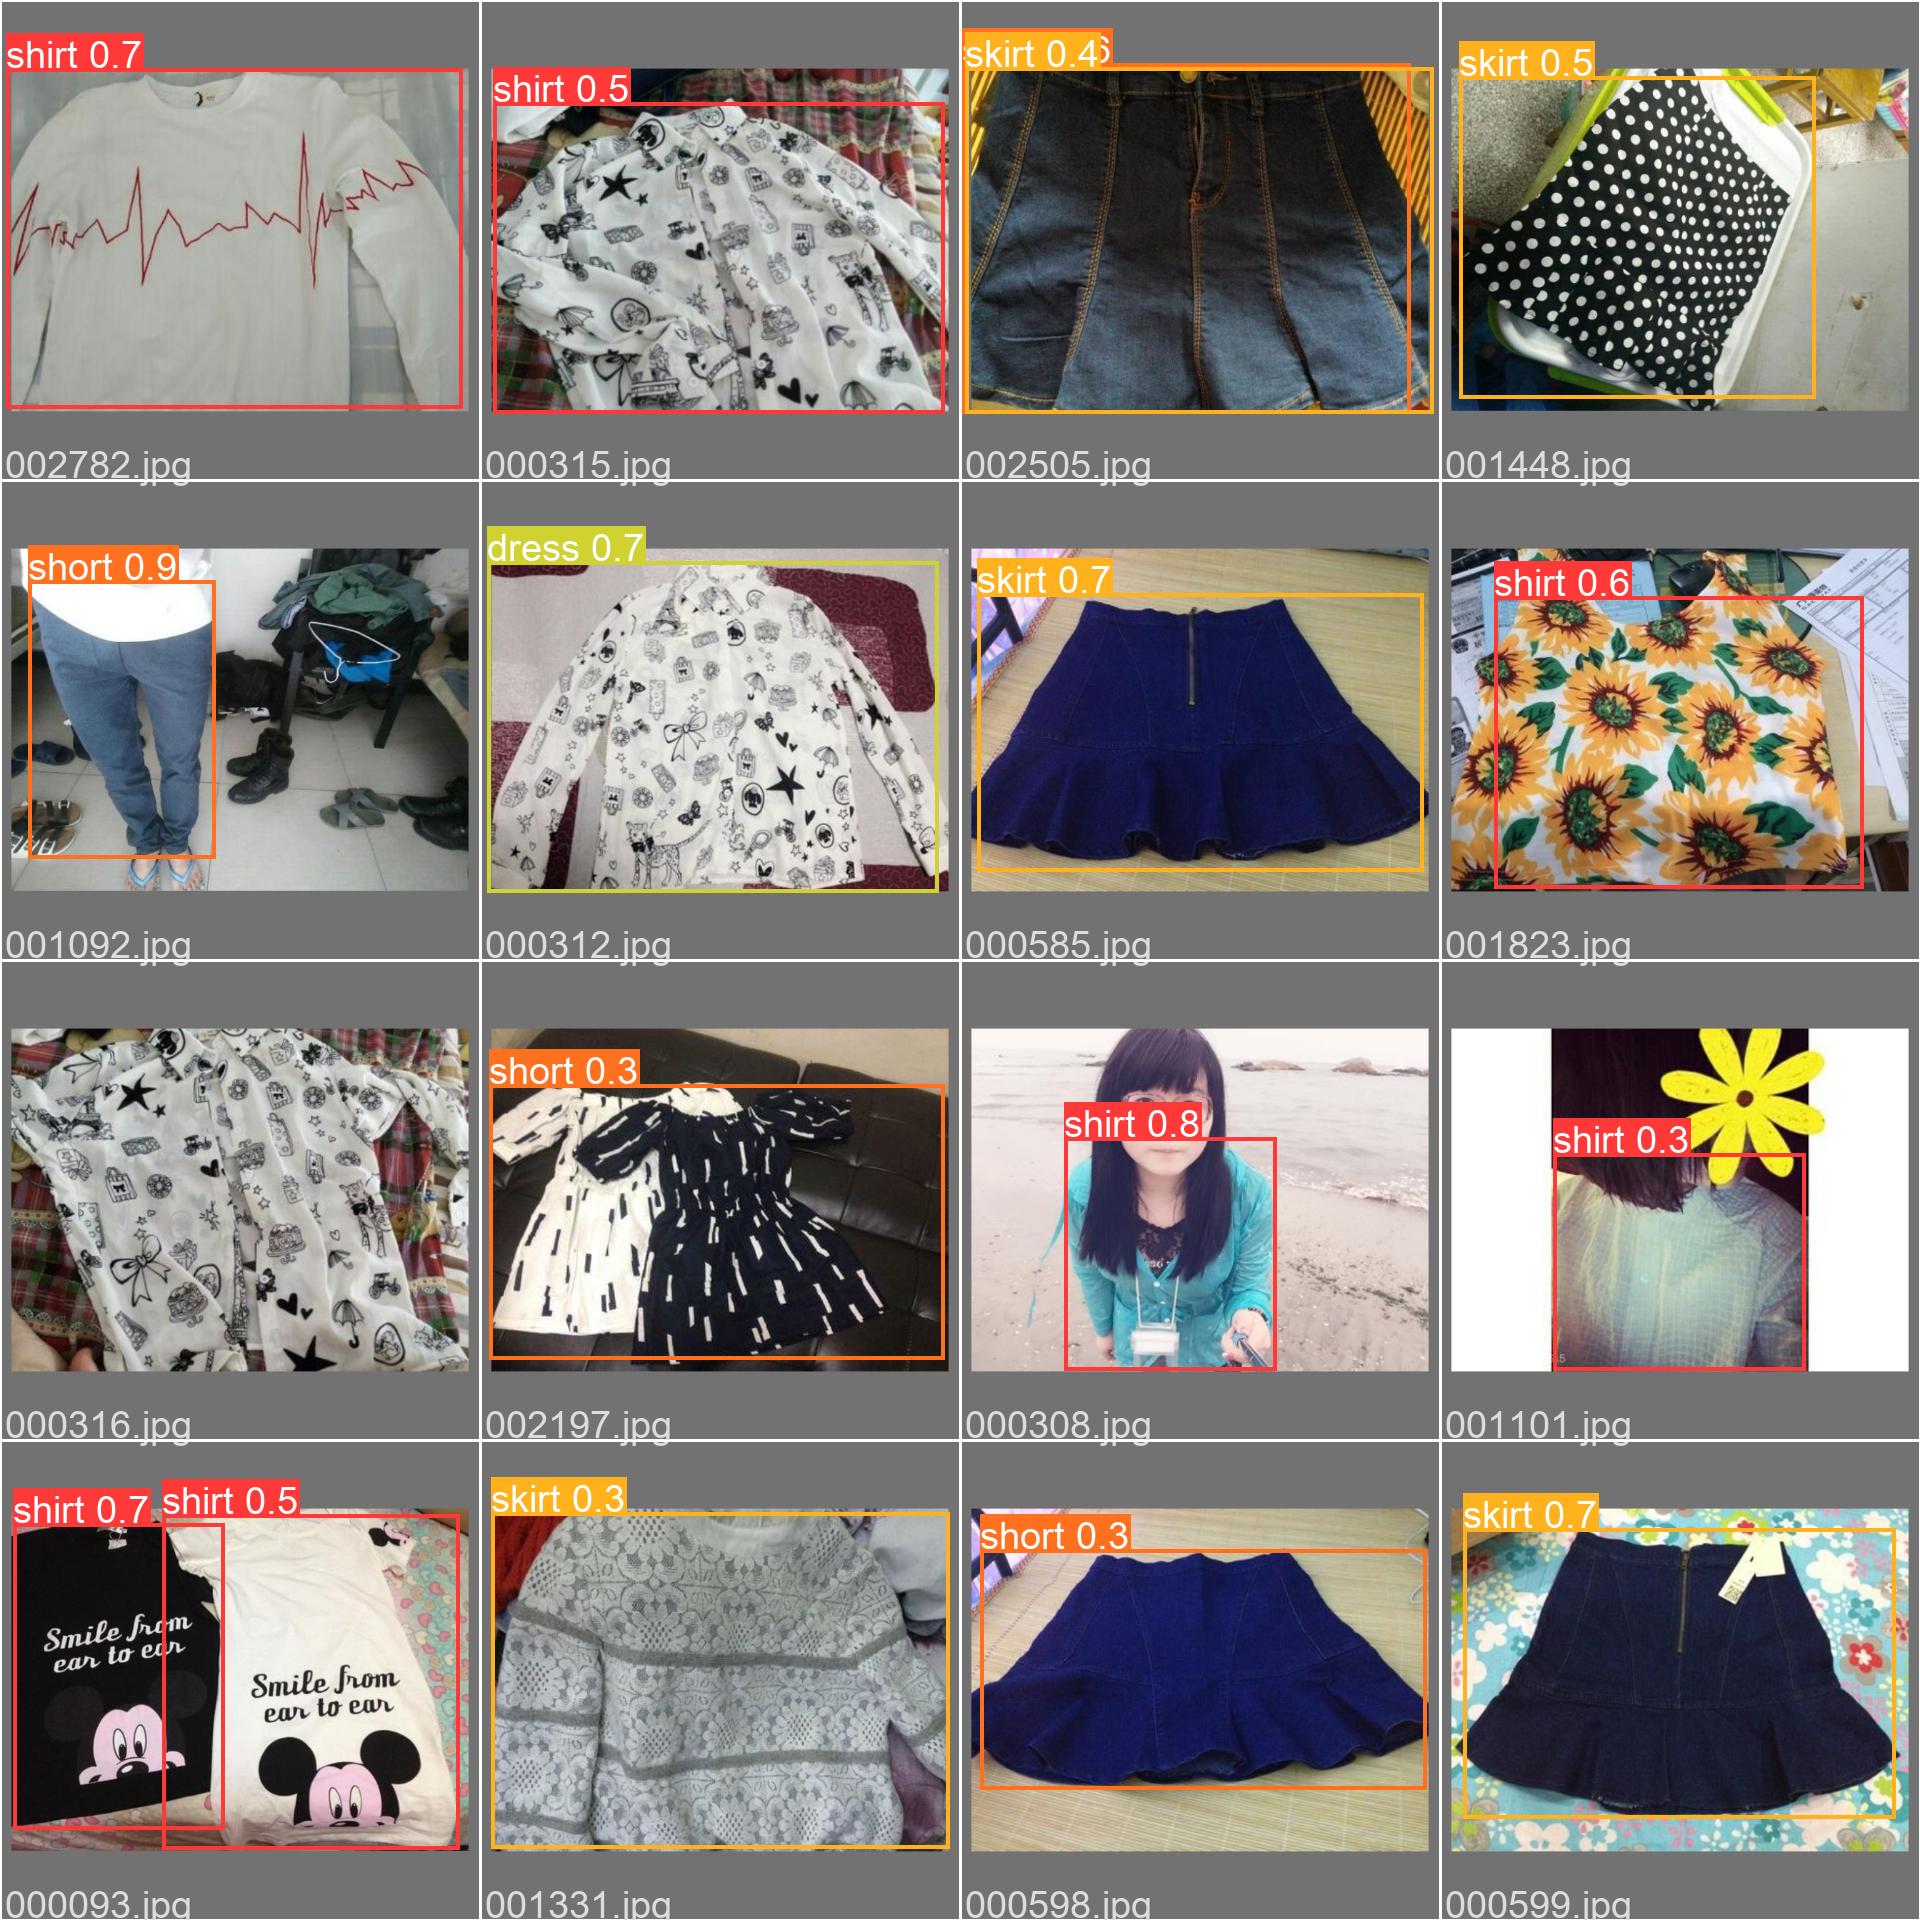 shirt 0.7
shirt 0.5
skirt 0.4
skirt 0.5
002782.jpg
000315.jpg
002505.jpg
001448.jpg
short 0.9
dress 0.7
skirt 0.7
shirt 0.6
001092.jpg
000312.jpg
000585.jpg
001823.jpg
short 0.3
shirt 0.8
shirt 0.3
000316.jpg
002197.jpg
000308.jpg
001101.jpg
shirt 0.7
shirt 0.5
skirt 0.3
short 0.3
skirt 0.7
Smile from
ear to ear
Smile from
ear to ear
000093.jpg
001331.jpg
000598.jpg
000599.jpg